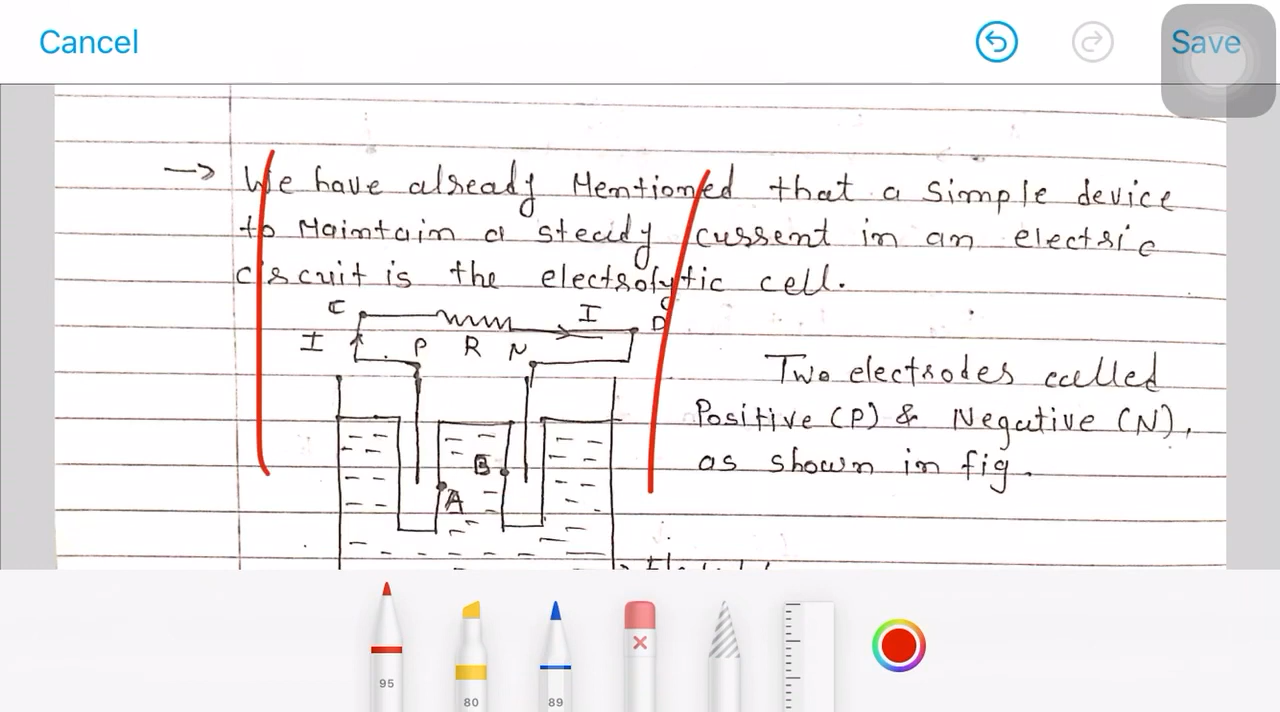 Cancel
Save
→ We have already Mentioned that a simple device
to Maintain a steady current in an electric
circuit is the electrolytic cell.
C I D
I P R N
Two electrodes called
Positive (P) & Negative (N),
as shown in fig.
B
A
95 80 89